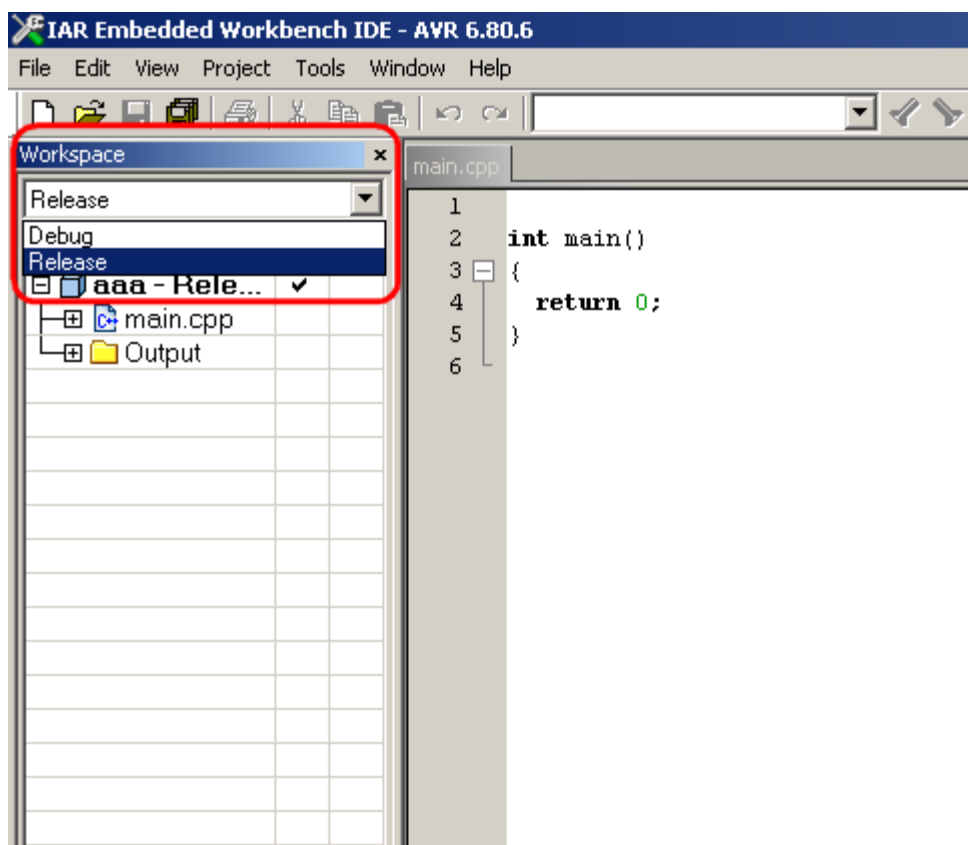 IAR Embedded Workbench IDE - AVR 6.80.6
File Edit View Project Tools Window Help
Workspace
main.cpp
Release
Debug
Release
aaa - Rele...
main.cpp
Output
1
2 int main()
3 {
4 return 0;
5 }
6